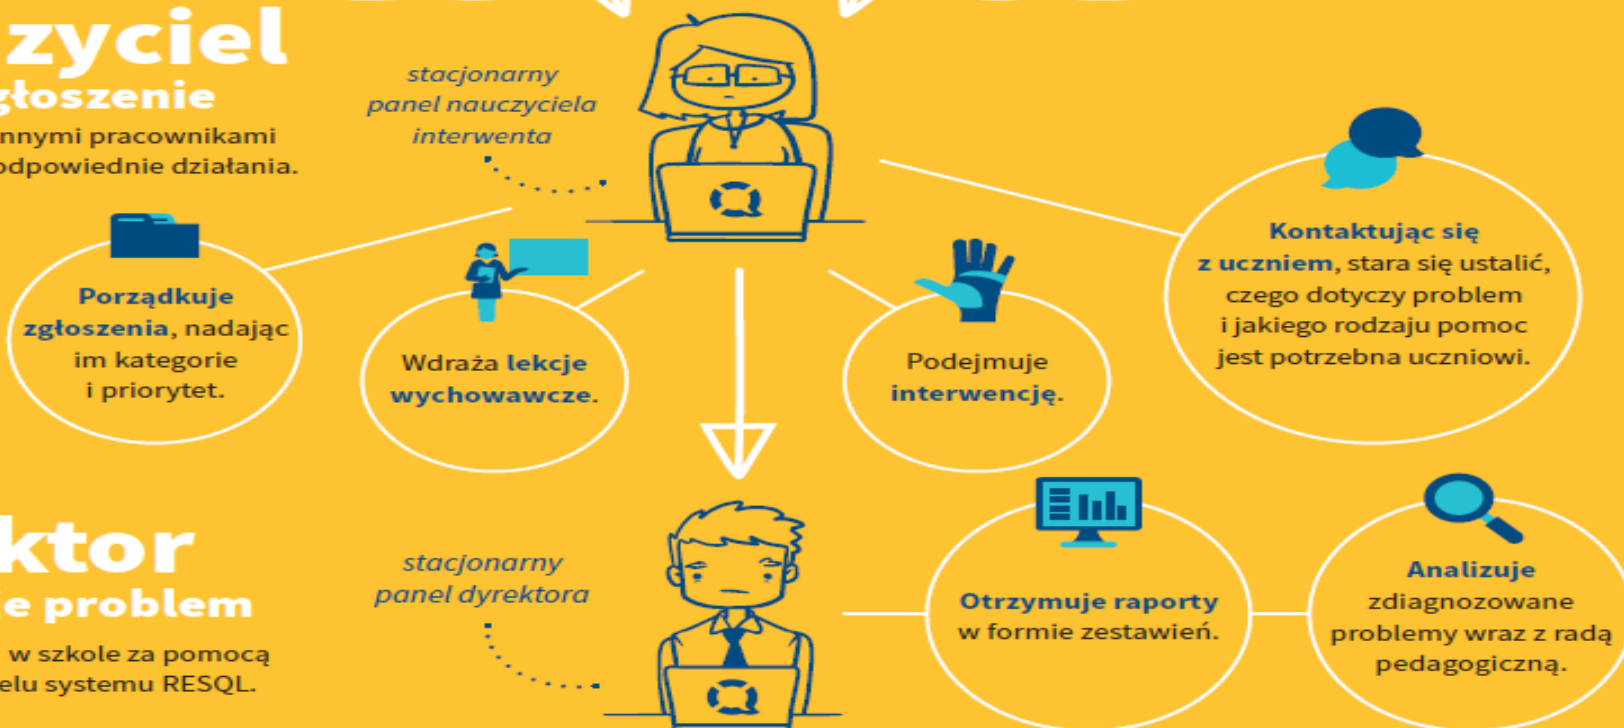 zyciel
głoszenie
nnymi pracownikami
odpowiednie działania.
stacjonarny
panel nauczyciela
interwenta
Porządkuje
zgłoszenia, nadając
im kategorie
i priorytet.
Wdraża lekcje
wychowawcze.
Podejmuje
interwencję.
Kontaktując się
z uczniem, stara się ustalić,
czego dotyczy problem
i jakiego rodzaju pomoc
jest potrzebna uczniowi.
ktor
je problem
w szkole za pomocą
elu systemu RESQL.
stacjonarny
panel dyrektora
Otrzymuje raporty
w formie zestawień.
Analizuje
zdiagnozowane
problemy wraz z radą
pedagogiczną.